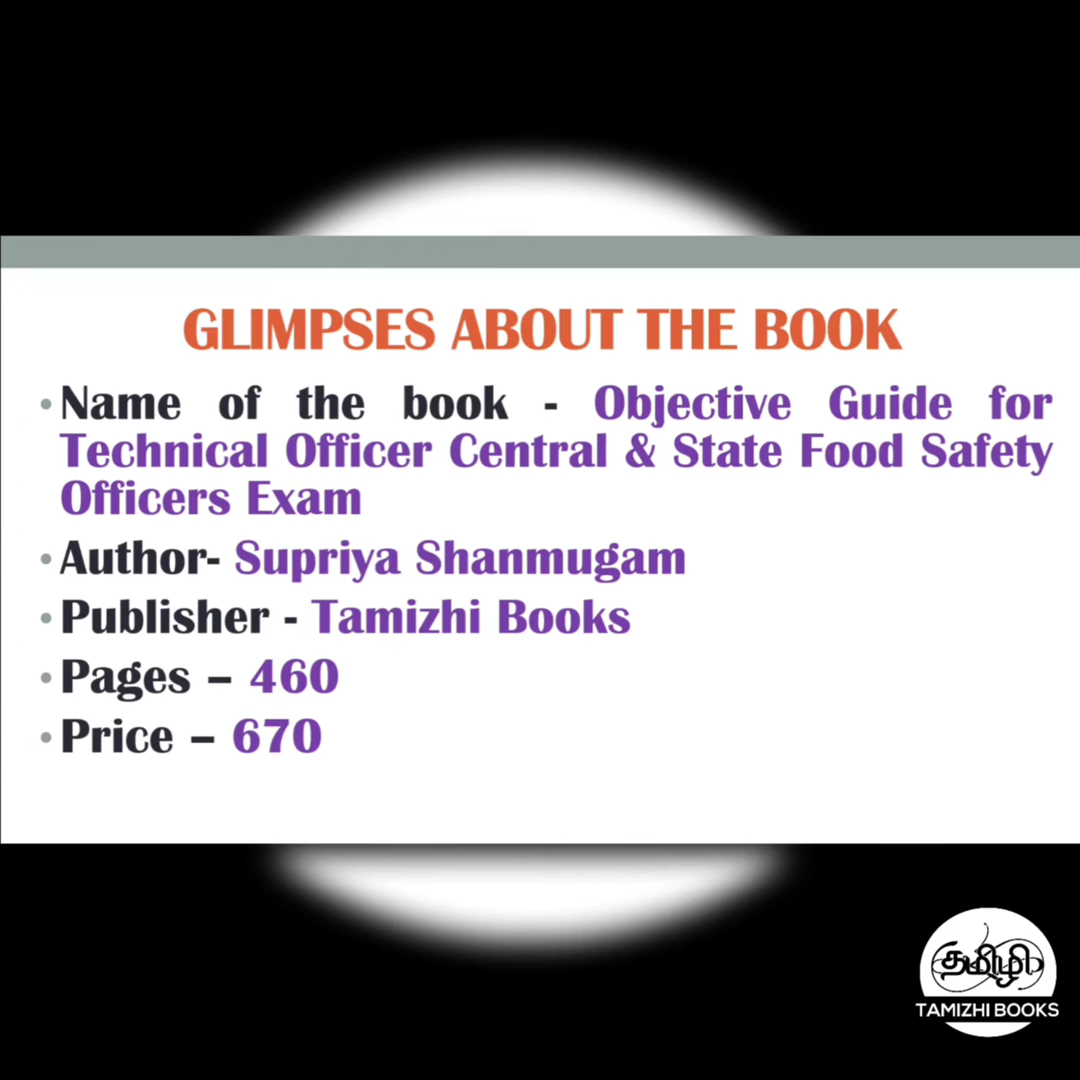 GLIMPSES ABOUT THE BOOK
• Name of the book - Objective Guide for
Technical Officer Central & State Food Safety
Officers Exam
• Author- Supriya Shanmugam
• Publisher - Tamizhi Books
• Pages – 460
• Price – 670
தமிழி
TAMIZHI BOOKS